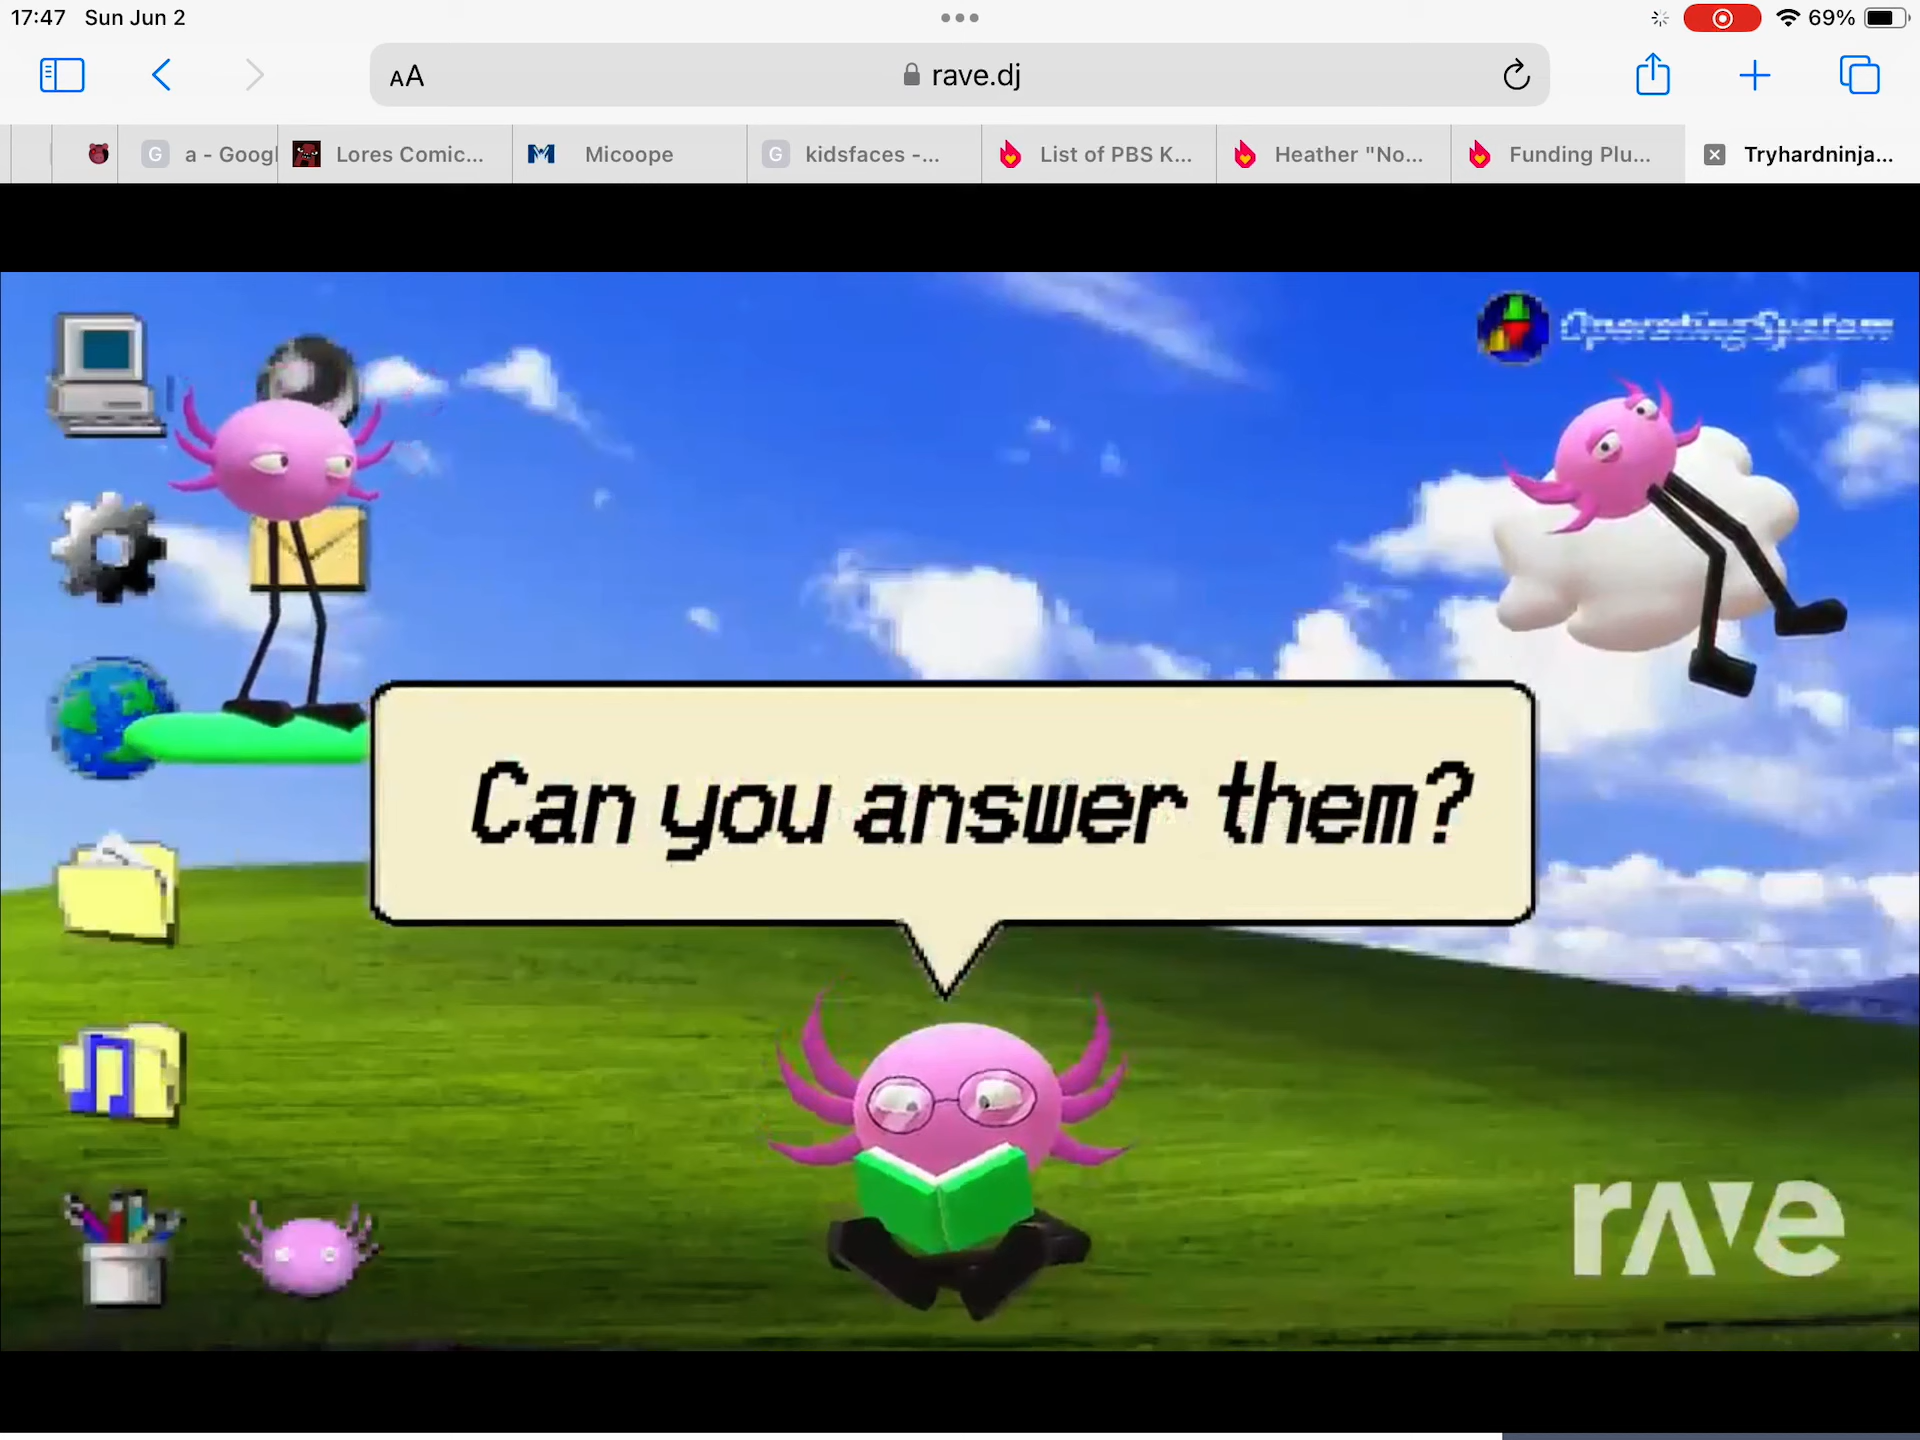 17:47 Sun Jun 2
69%
AA
rave.dj
G a - Googl
Lores Comic...
Micoope
G kidsfaces -...
List of PBS K...
Heather "No...
Funding Plu...
Tryhardninja...
OperatingSystem
Can you answer them?
rave